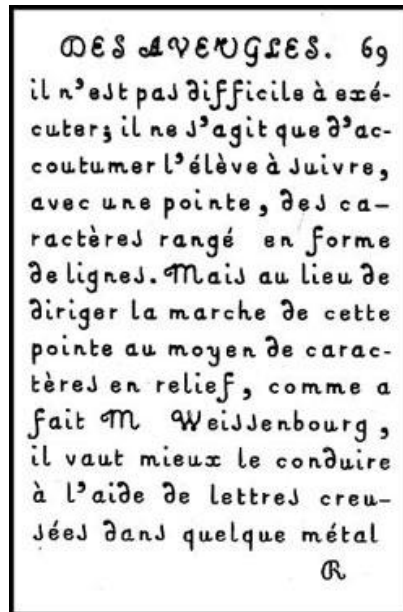 DES AVEUGLES. 69
il n'est pas difficile à exé-
cuter; il ne s'agit que d'ac-
coutumer l'élève à suivre,
avec une pointe, des ca-
ractères rangé en forme
de lignes. Mais au lieu de
diriger la marche de cette
pointe au moyen de carac-
tères en relief, comme a
fait M Weissenbourg,
il vaut mieux le conduire
à l'aide de lettres creu-
sées dans quelque métal
R